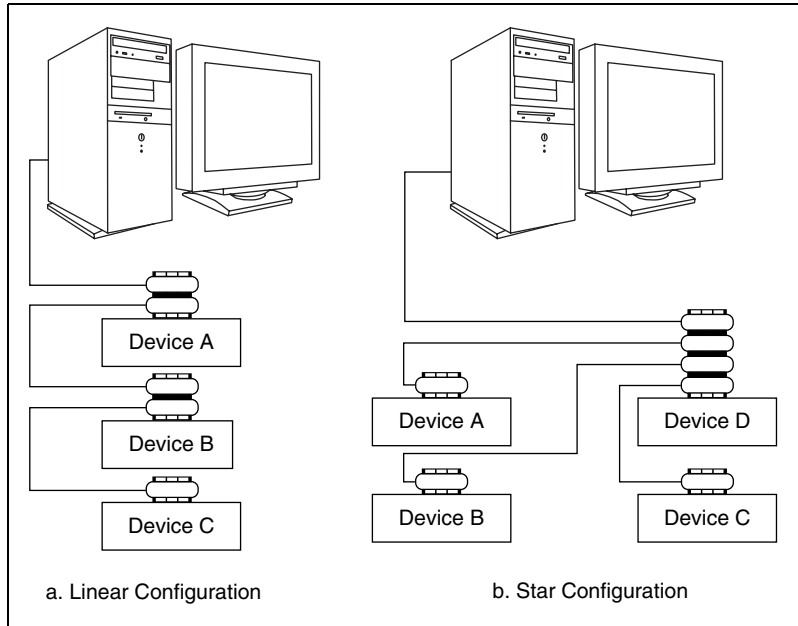 Device A
Device B
Device C
a. Linear Configuration
Device A
Device D
Device B
Device C
b. Star Configuration